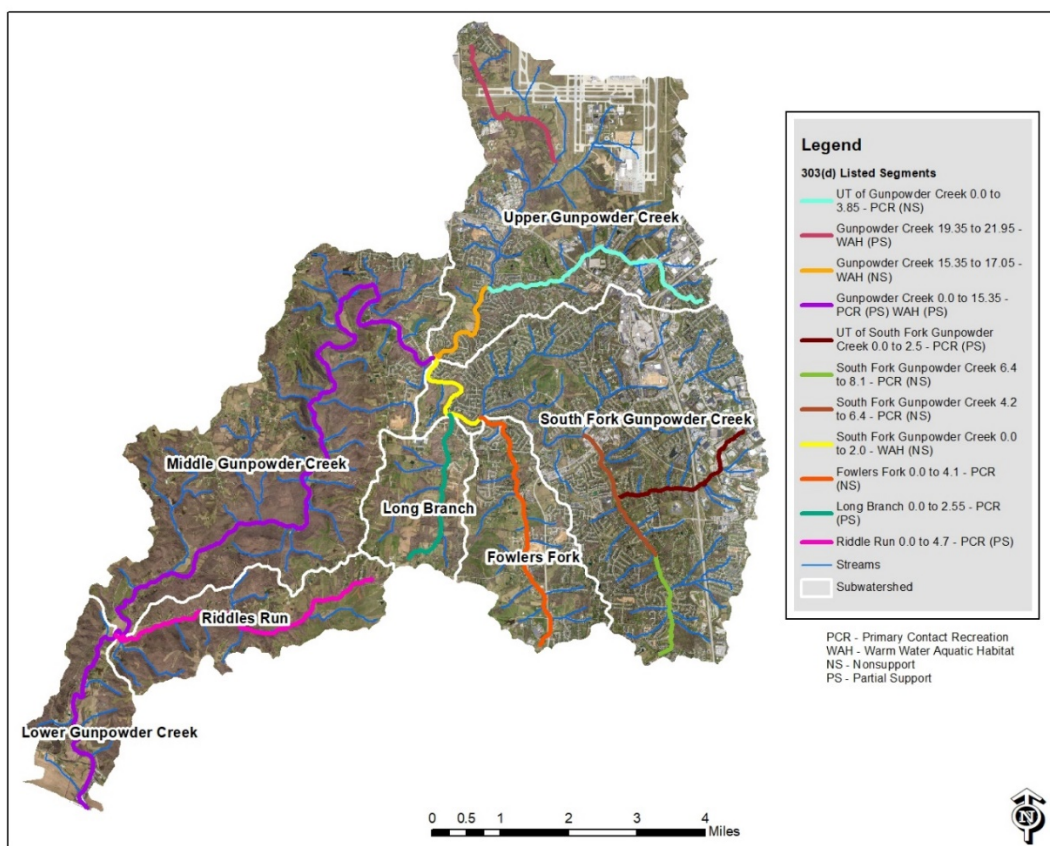 Upper Gunpowder Creek
South Fork Gunpowder Creek
Middle Gunpowder Creek
Long Branch
Fowlers Fork
Riddles Run
Lower Gunpowder Creek
Legend
303(d) Listed Segments
UT of Gunpowder Creek 0.0 to
3.85 - PCR (NS)
Gunpowder Creek 19.35 to 21.95 -
WAH (PS)
Gunpowder Creek 15.35 to 17.05 -
WAH (NS)
Gunpowder Creek 0.0 to 15.35 -
PCR (PS) WAH (PS)
UT of South Fork Gunpowder
Creek 0.0 to 2.5 - PCR (PS)
South Fork Gunpowder Creek 6.4
to 8.1 - PCR (NS)
South Fork Gunpowder Creek 4.2
to 6.4 - PCR (NS)
South Fork Gunpowder Creek 0.0
to 2.0 - WAH (NS)
Fowlers Fork 0.0 to 4.1 - PCR
(NS)
Long Branch 0.0 to 2.55 - PCR
(PS)
Riddle Run 0.0 to 4.7 - PCR (PS)
Streams
Subwatershed
PCR - Primary Contact Recreation
WAH - Warm Water Aquatic Habitat
NS - Nonsupport
PS - Partial Support
0 0.5 1 2 3 4
Miles
N